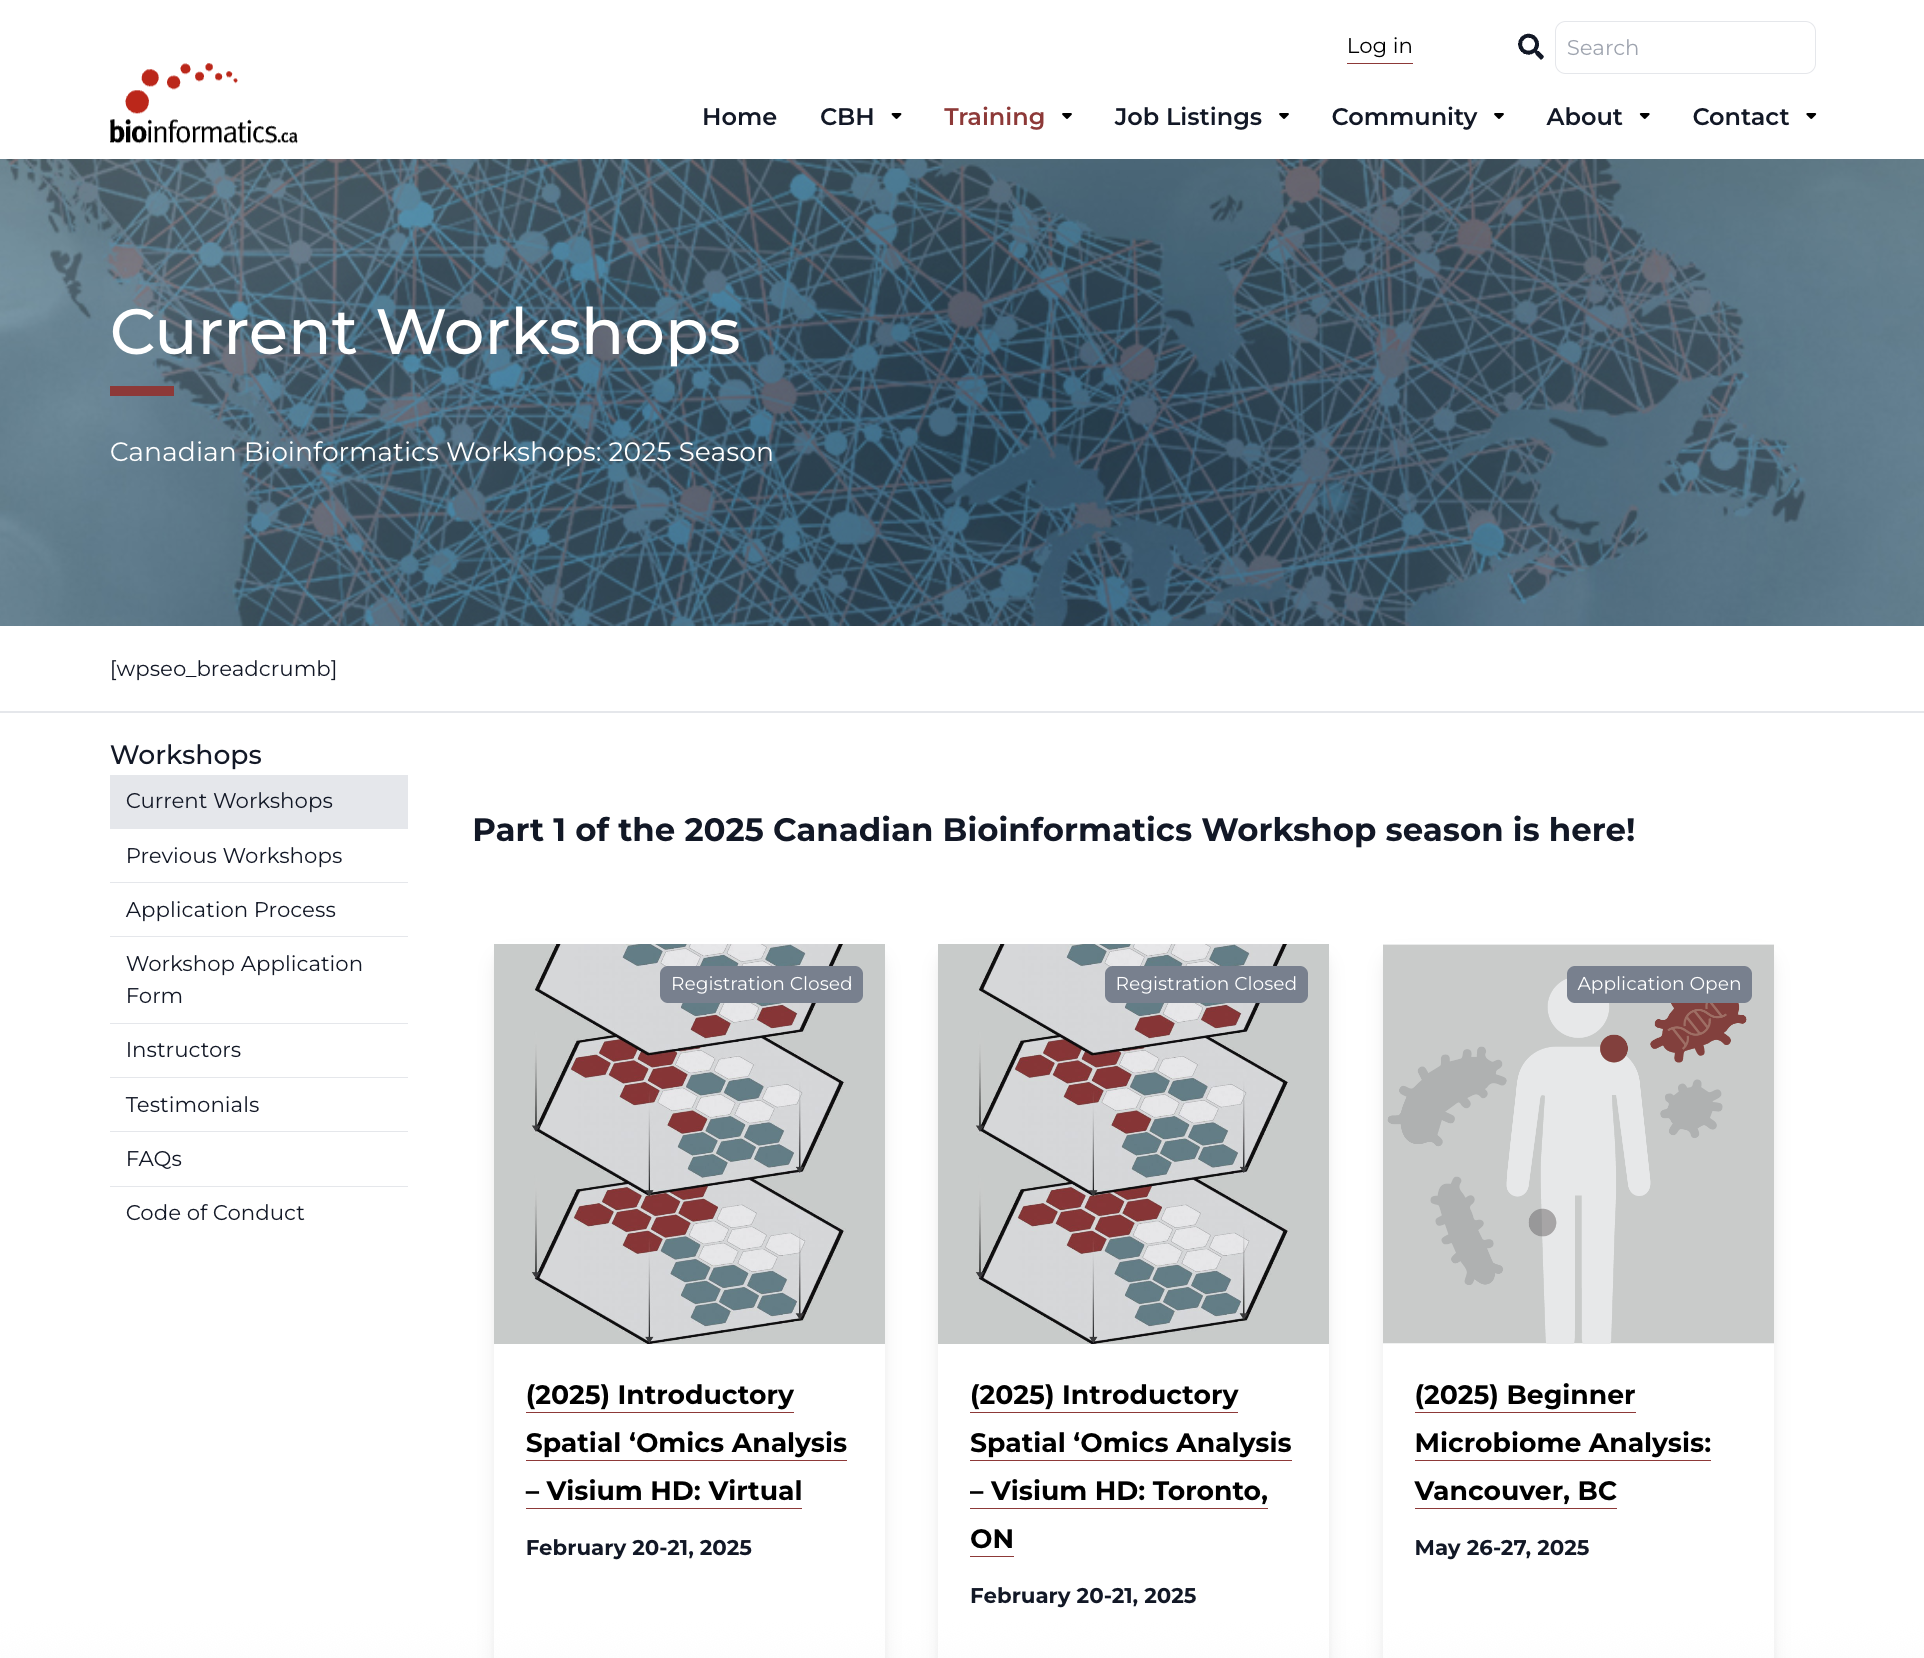 Log in
Search
bioinformatics.ca
Home
CBH
Training
Job Listings
Community
About
Contact
Current Workshops
Canadian Bioinformatics Workshops: 2025 Season
[wpseo_breadcrumb]
Workshops
Current Workshops
Previous Workshops
Application Process
Workshop Application
Form
Instructors
Testimonials
FAQs
Code of Conduct
Part 1 of the 2025 Canadian Bioinformatics Workshop season is here!
Registration Closed
(2025) Introductory
Spatial ‘Omics Analysis
– Visium HD: Virtual
February 20-21, 2025
Registration Closed
(2025) Introductory
Spatial ‘Omics Analysis
– Visium HD: Toronto,
ON
February 20-21, 2025
Application Open
(2025) Beginner
Microbiome Analysis:
Vancouver, BC
May 26-27, 2025